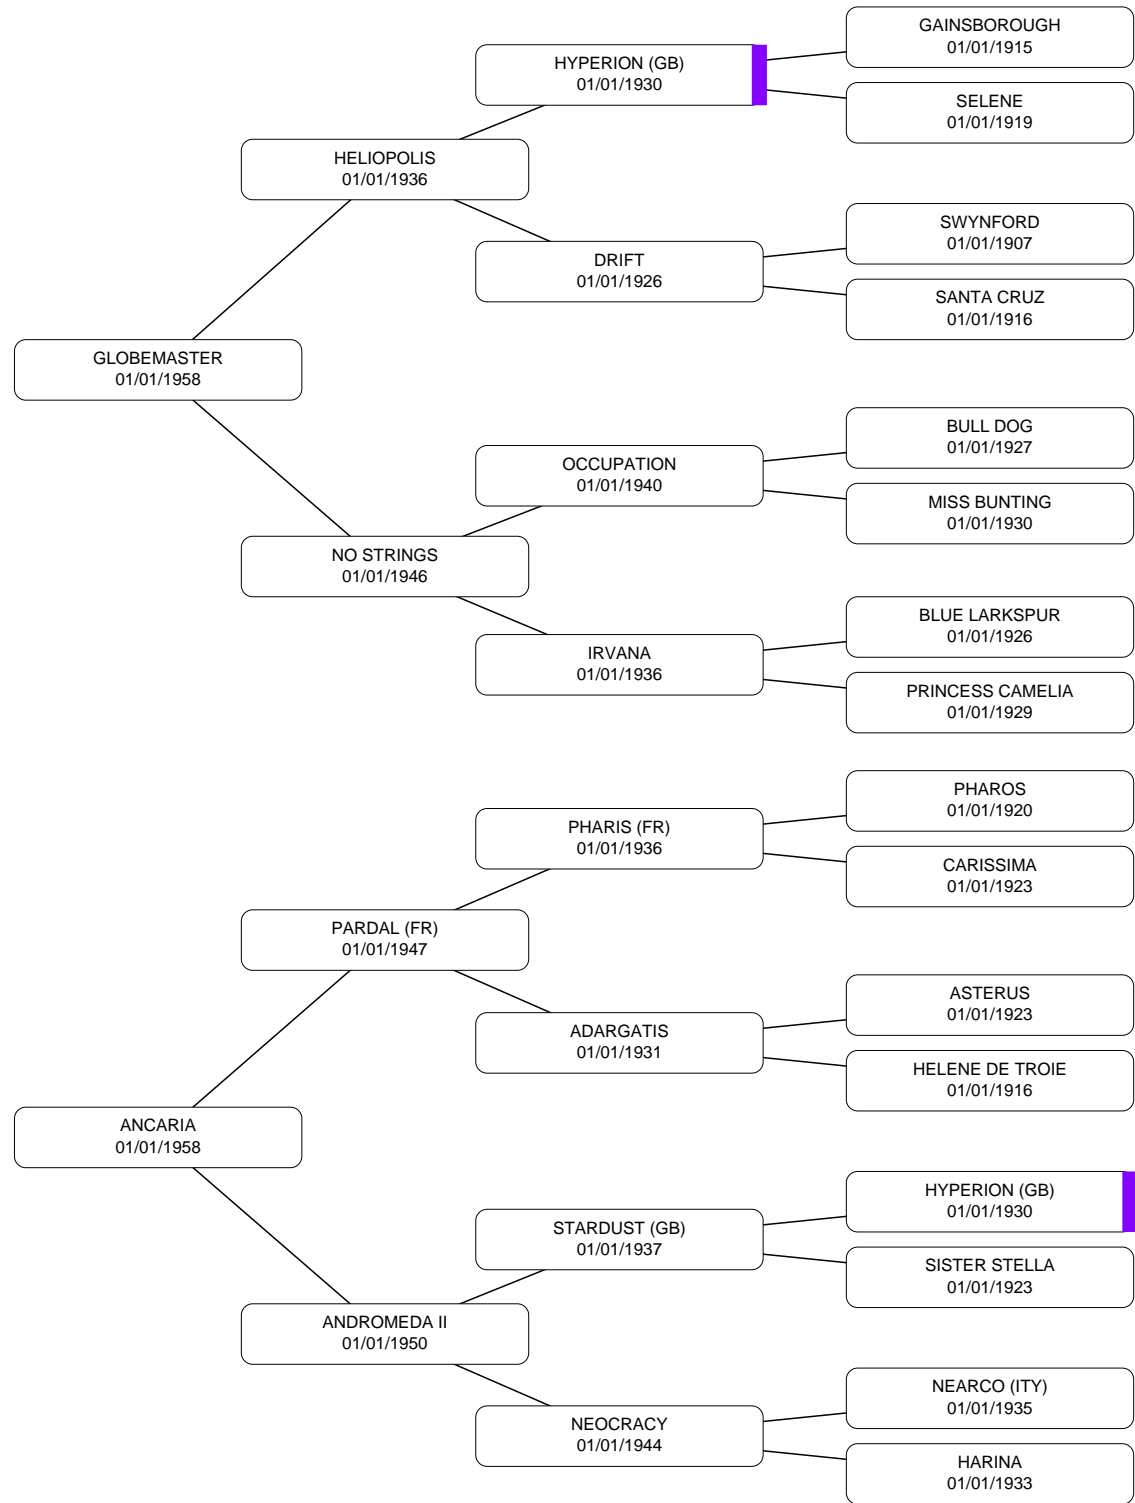 GAINSBOROUGH
01/01/1915
HYPERION (GB)
01/01/1930
SELENE
01/01/1919
HELIOPOLIS
01/01/1936
SWYNFORD
01/01/1907
DRIFT
01/01/1926
SANTA CRUZ
01/01/1916
GLOBEMASTER
01/01/1958
BULL DOG
01/01/1927
OCCUPATION
01/01/1940
MISS BUNTING
01/01/1930
NO STRINGS
01/01/1946
BLUE LARKSPUR
01/01/1926
IRVANA
01/01/1936
PRINCESS CAMELIA
01/01/1929
PHAROS
01/01/1920
PHARIS (FR)
01/01/1936
CARISSIMA
01/01/1923
PARDAL (FR)
01/01/1947
ASTERUS
01/01/1923
ADARGATIS
01/01/1931
HELENE DE TROIE
01/01/1916
ANCARIA
01/01/1958
HYPERION (GB)
01/01/1930
STARDUST (GB)
01/01/1937
SISTER STELLA
01/01/1923
ANDROMEDA II
01/01/1950
NEARCO (ITY)
01/01/1935
NEOCRACY
01/01/1944
HARINA
01/01/1933